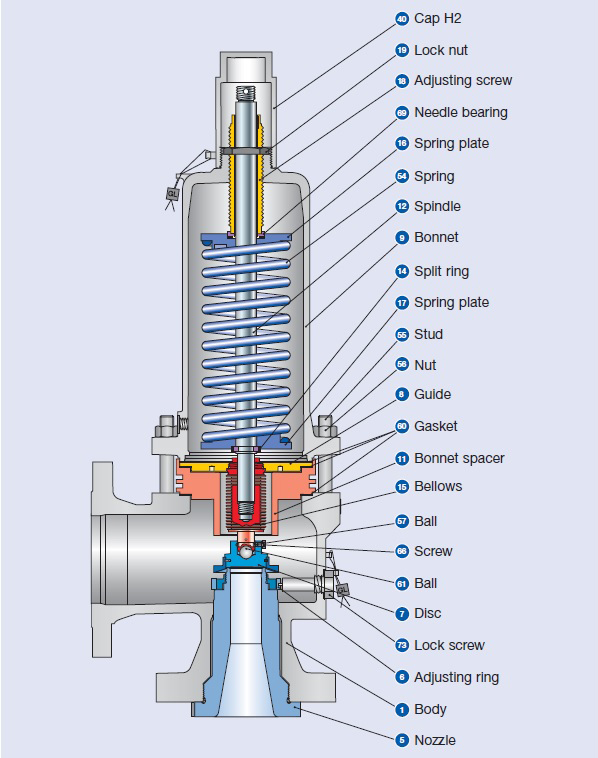 40 Cap H2
19 Lock nut
18 Adjusting screw
69 Needle bearing
16 Spring plate
54 Spring
12 Spindle
9 Bonnet
14 Split ring
17 Spring plate
55 Stud
56 Nut
8 Guide
60 Gasket
11 Bonnet spacer
15 Bellows
57 Ball
66 Screw
61 Ball
7 Disc
73 Lock screw
6 Adjusting ring
1 Body
5 Nozzle